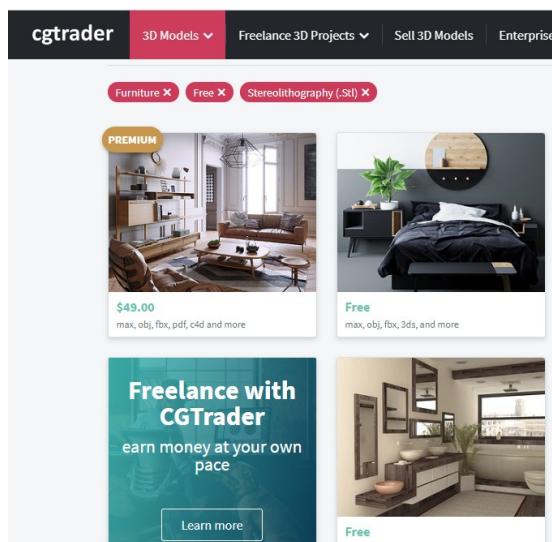 cgtrader
3D Models
Freelance 3D Projects
Sell 3D Models
Enterprise
Furniture ×
Free ×
Stereolithography (.Stl) ×
PREMIUM
$49.00
max, obj, fbx, pdf, c4d and more
Free
max, obj, fbx, 3ds, and more
Freelance with
CGTrader
earn money at your own
pace
Learn more
Free